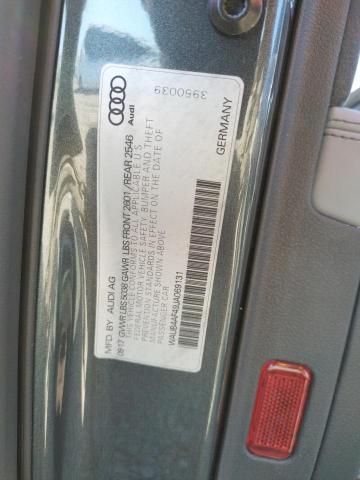 MFD. BY AUDI AG
09.17 GVWR LBS 5038 GAWR LBS FRONT 2601 / REAR 2546
THIS VEHICLE CONFORMS TO ALL APPLICABLE U S
FEDERAL MOTOR VEHICLE SAFETY, BUMPER AND THEFT
PREVENTION STANDARDS IN EFFECT ON THE DATE OF
MANUFACTURE SHOWN ABOVE
PASSENGER CAR
WAUB4AF49JA069131
GERMANY
Audi
3950039